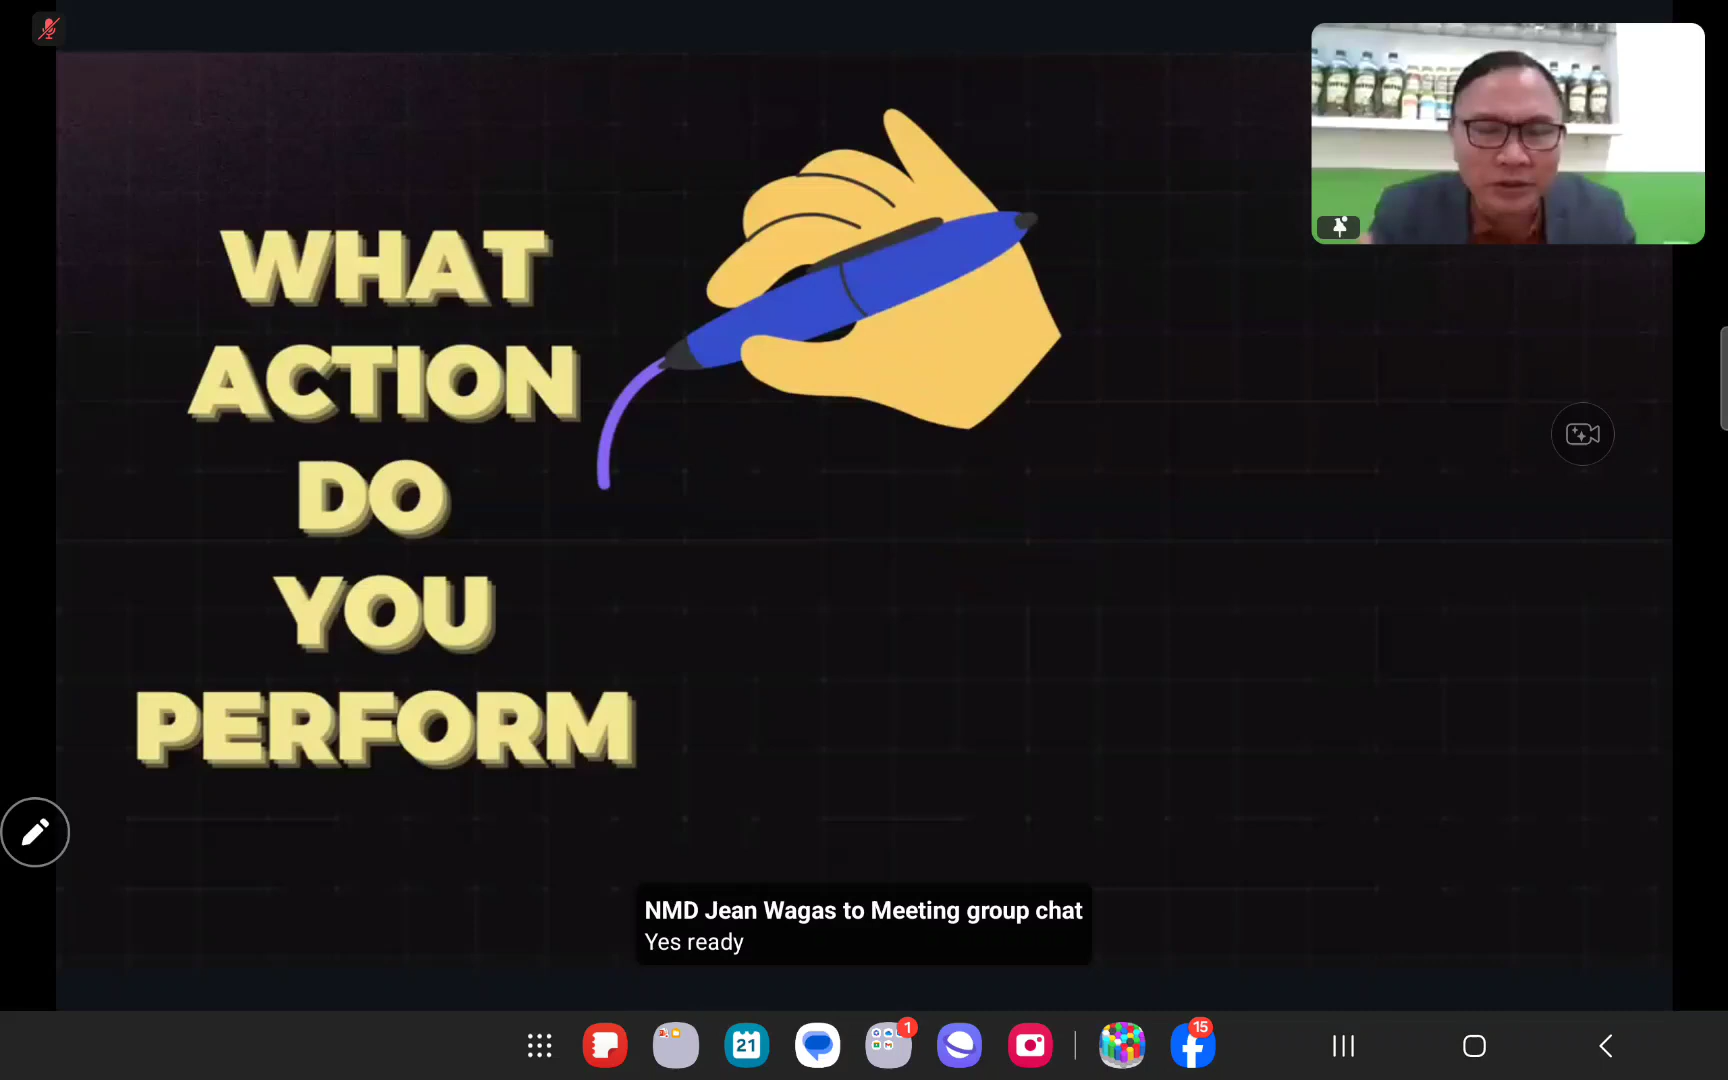 WHAT
ACTION
DO
YOU
PERFORM
NMD Jean Wagas to Meeting group chat
Yes ready
21
1
15